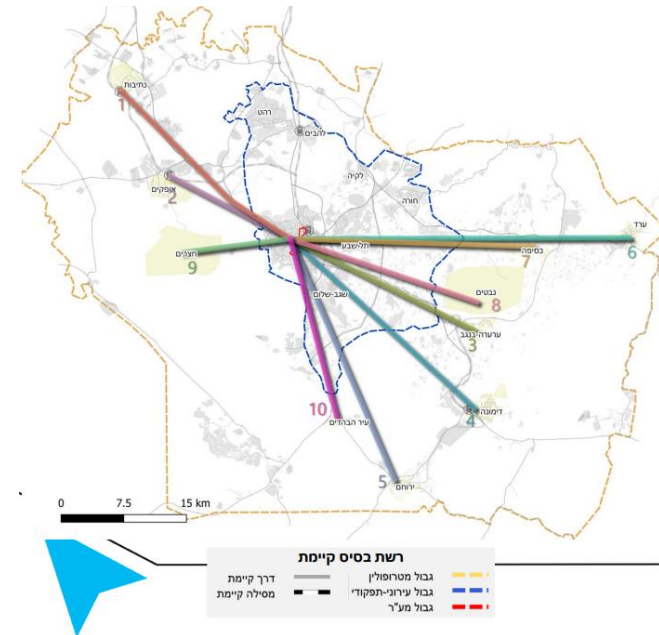 נתיבות
1
רהט
להבים
אופקים
2
לקיה
חורה
ערד
6
תל-שבע
כסיפה
7
חצרים
9
שגב-שלום
נבטים
8
ערערה-בנגב
3
10
עיר הבהדים
דימונה
4
5
ירוחם
0 7.5 15 km
רשת בסיס קיימת
גבול מטרופולין
דרך קיימת
גבול עירוני-תפקודי
מסילה קיימת
גבול מע"ר